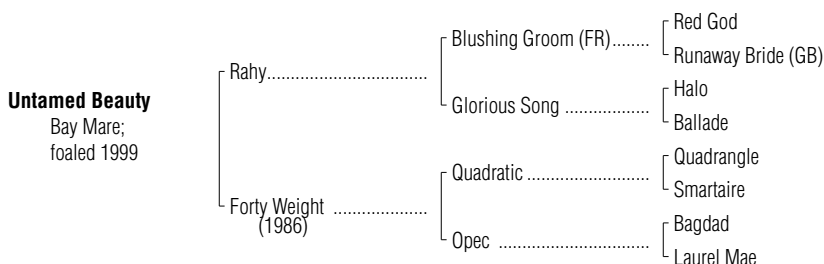 Untamed Beauty
Bay Mare;
foaled 1999
Rahy..................................
Forty Weight ....................
(1986)
Blushing Groom (FR)........
Glorious Song ..................
Quadratic ..........................
Opec ................................
Red God
Runaway Bride (GB)
Halo
Ballade
Quadrangle
Smartaire
Bagdad
Laurel Mae